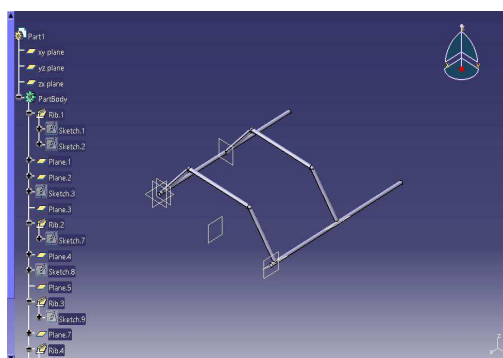 Part1
xy plane
yz plane
zx plane
PartBody
Rib.1
Sketch.1
Sketch.2
Plane.1
Plane.2
Sketch.3
Plane.3
Rib.2
Sketch.7
Plane.4
Sketch.8
Plane.5
Rib.3
Sketch.9
Plane.7
Rib.4